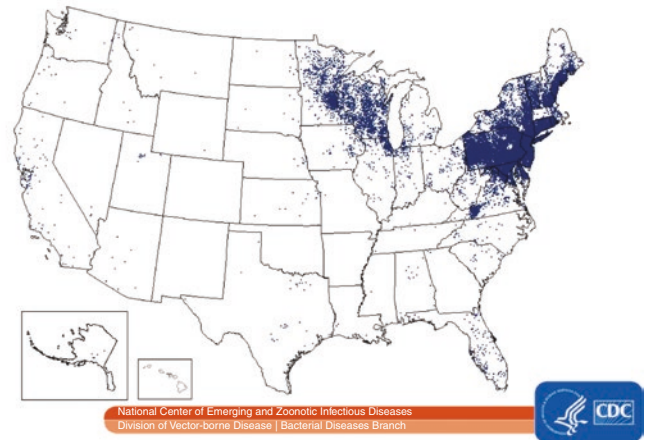 National Center of Emerging and Zoonotic Infectious Diseases
Division of Vector-borne Disease | Bacterial Diseases Branch
CDC